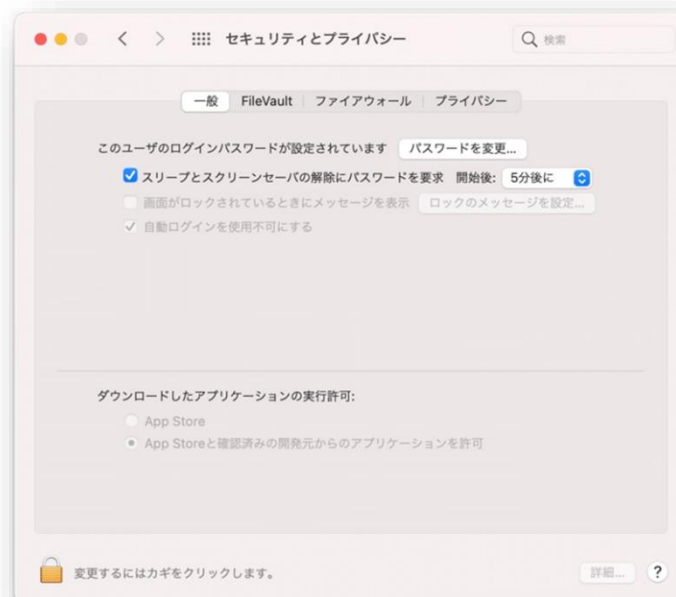 セキュリティとプライバシー
検索
一般 FileVault ファイアウォール プライバシー
このユーザのログインパスワードが設定されています パスワードを変更...
スリープとスクリーンセーバの解除にパスワードを要求 開始後: 5分後に
画面がロックされているときにメッセージを表示 ロックのメッセージを設定...
自動ログインを使用不可にする
ダウンロードしたアプリケーションの実行許可:
App Store
App Storeと確認済みの開発元からのアプリケーションを許可
変更するにはカギをクリックします。 詳細... ?